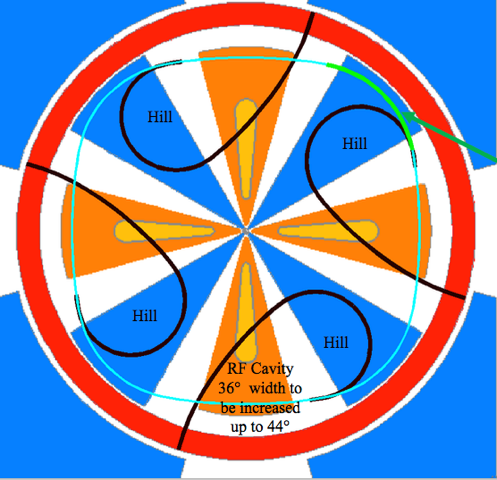 Hill
Hill
Hill
Hill
RF Cavity
36° width to
be increased
up to 44°